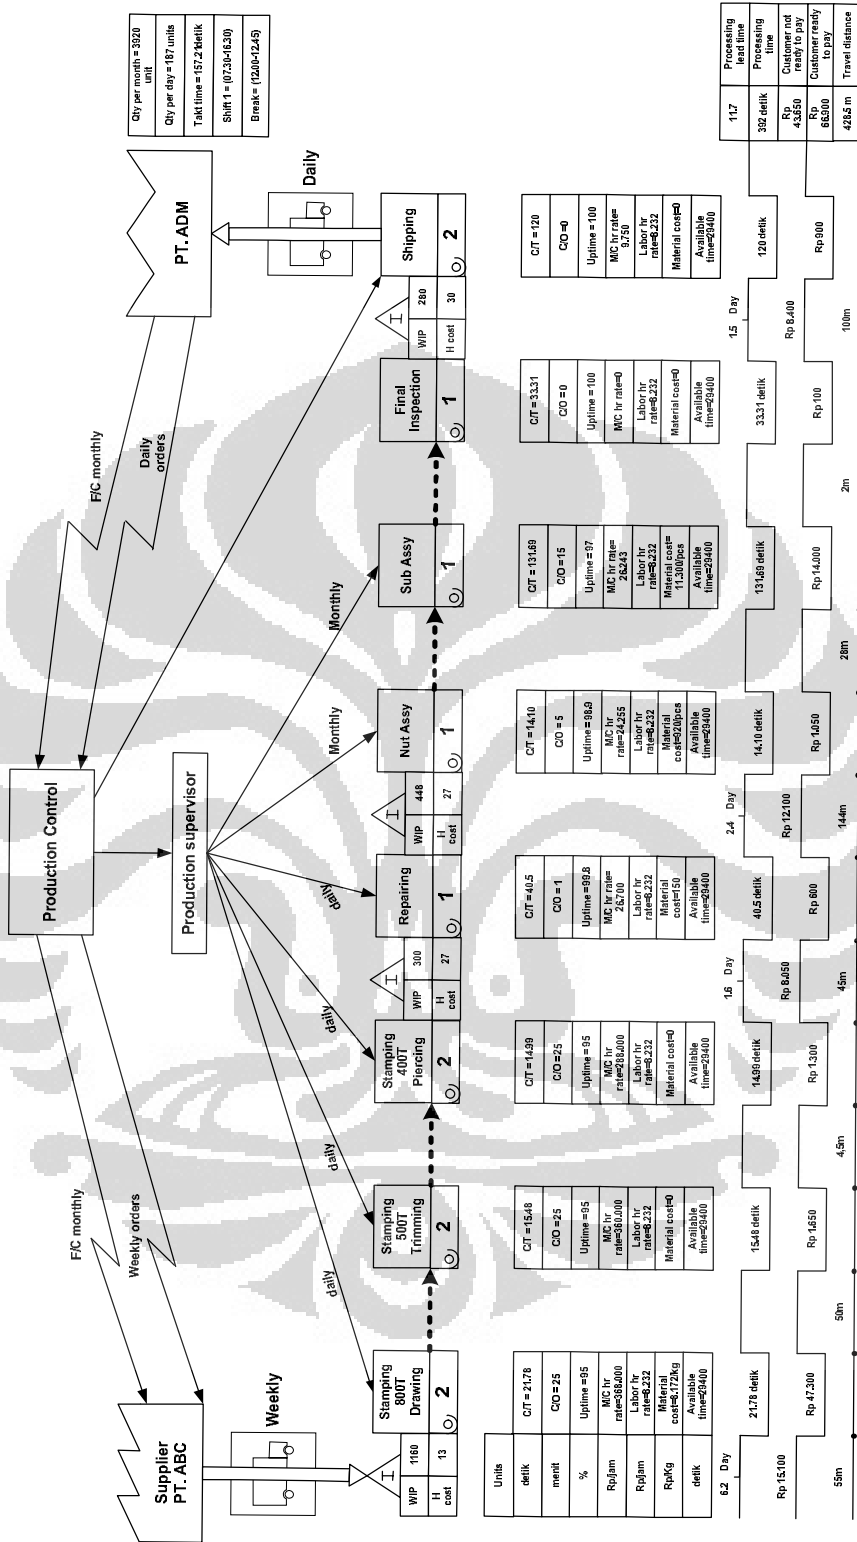 Production Control
Production supervisor
F/C monthly
Weekly orders
F/C monthly
Daily
orders
Supplier
PT. ABC
PT. ADM
Qty per month = 3920
unit
Qty per day = 187 units
Takt time = 157.21detik
Shift 1 = (07.30-16.30)
Break = (12.00-12.45)
Weekly
Daily
daily
daily
daily
daily
Monthly
Monthly
I
WIP
1160
H
cost
13
Stamping
800T
Drawing
2
Stamping
500T
Trimming
2
Stamping
400T
Piercing
2
I
WIP
300
H
cost
27
Repairing
1
I
WIP
448
H
cost
27
Nut Assy
1
Sub Assy
1
Final
Inspection
1
I
WIP
280
H cost
30
Shipping
2
Units
detik
menit
%
Rp/jam
Rp/jam
Rp/Kg
detik
C/T = 21.78
C/O = 25
Uptime =95
M/C hr
rate=368.000
Labor hr
rate=8.232
Material
cost=8.172/kg
Available
time=29400
C/T = 15.48
C/O = 25
Uptime =95
M/C hr
rate=360.000
Labor hr
rate=8.232
Material cost=0
Available
time=29400
C/T = 14.99
C/O = 25
Uptime = 95
M/C hr
rate=288.000
Labor hr
rate=8.232
Material cost=0
Available
time=29400
C/T = 40.5
C/O = 1
Uptime =99.8
M/C hr rate=
26.700
Labor hr
rate=8.232
Material
cost=150
Available
time=29400
C/T = 14.10
C/O = 5
Uptime = 98.9
M/C hr
rate=24.255
Labor hr
rate=8.232
Material
cost=920/pcs
Available
time=29400
C/T = 131.69
C/O = 15
Uptime = 97
M/C hr rate=
26.243
Labor hr
rate=8.232
Material cost=
11.300/pcs
Available
time=29400
C/T = 33.31
C/O = 0
Uptime = 100
M/C hr rate=0
Labor hr
rate=8.232
Material cost=0
Available
time=29400
C/T = 120
C/O =0
Uptime = 100
M/C hr rate=
9.750
Labor hr
rate=8.232
Material cost=0
Available
time=29400
6.2 Day
21.78 detik
15.48 detik
14.99 detik
1.6 Day
40.5 detik
2.4 Day
14.10 detik
131.69 detik
33.31 detik
1.5 Day
120 detik
Rp 15.100
Rp 47.300
Rp 1.650
Rp 1.300
Rp 8.050
Rp 600
Rp 12.100
Rp 1.050
Rp 14.000
Rp 100
Rp 8.400
Rp 900
55m
50m
4,5m
45m
144m
28m
2m
100m
11.7
Processing
lead time
392 detik
Processing
time
Rp
43.650
Customer not
ready to pay
Rp
66.900
Customer ready
to pay
428.5 m
Travel distance